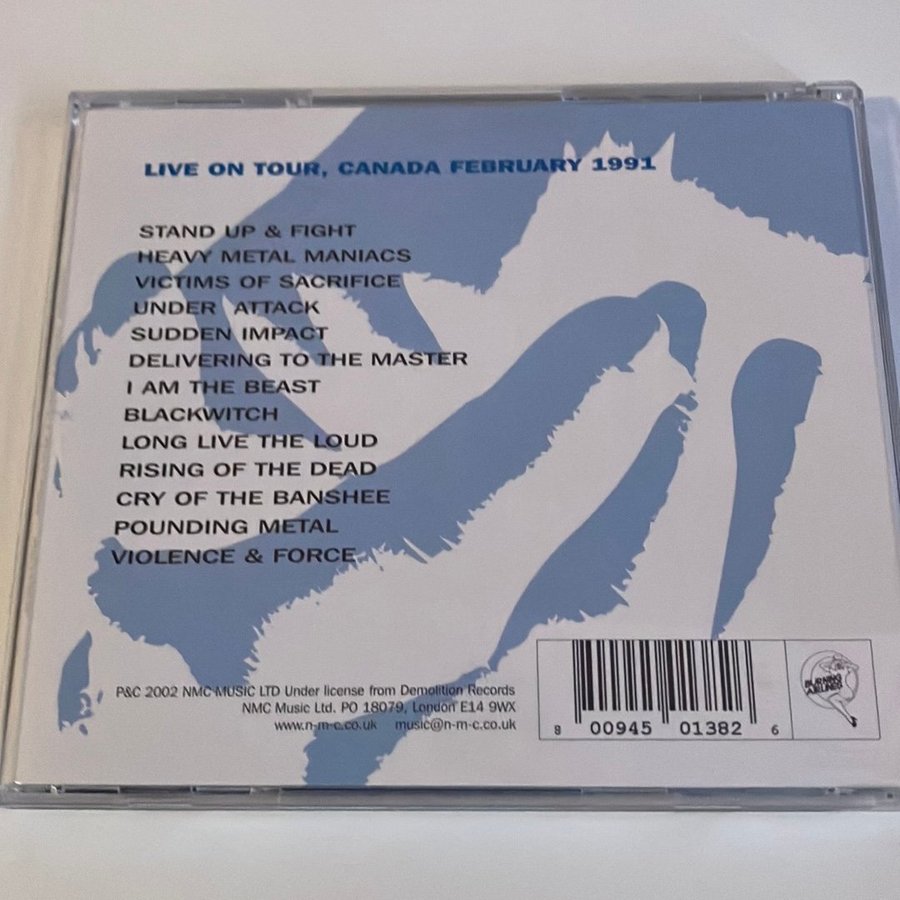 LIVE ON TOUR, CANADA FEBRUARY 1991
STAND UP & FIGHT
HEAVY METAL MANIACS
VICTIMS OF SACRIFICE
UNDER ATTACK
SUDDEN IMPACT
DELIVERING TO THE MASTER
I AM THE BEAST
BLACKWITCH
LONG LIVE THE LOUD
RISING OF THE DEAD
CRY OF THE BANSHEE
POUNDING METAL
VIOLENCE & FORCE
P&C 2002 NMC MUSIC LTD Under license from Demolition Records
NMC Music Ltd. PO 18079, London E14 9WX
www.n-m-c.co.uk music@n-m-c.co.uk
8 00945 01382 6
BURNING
AIRLINES